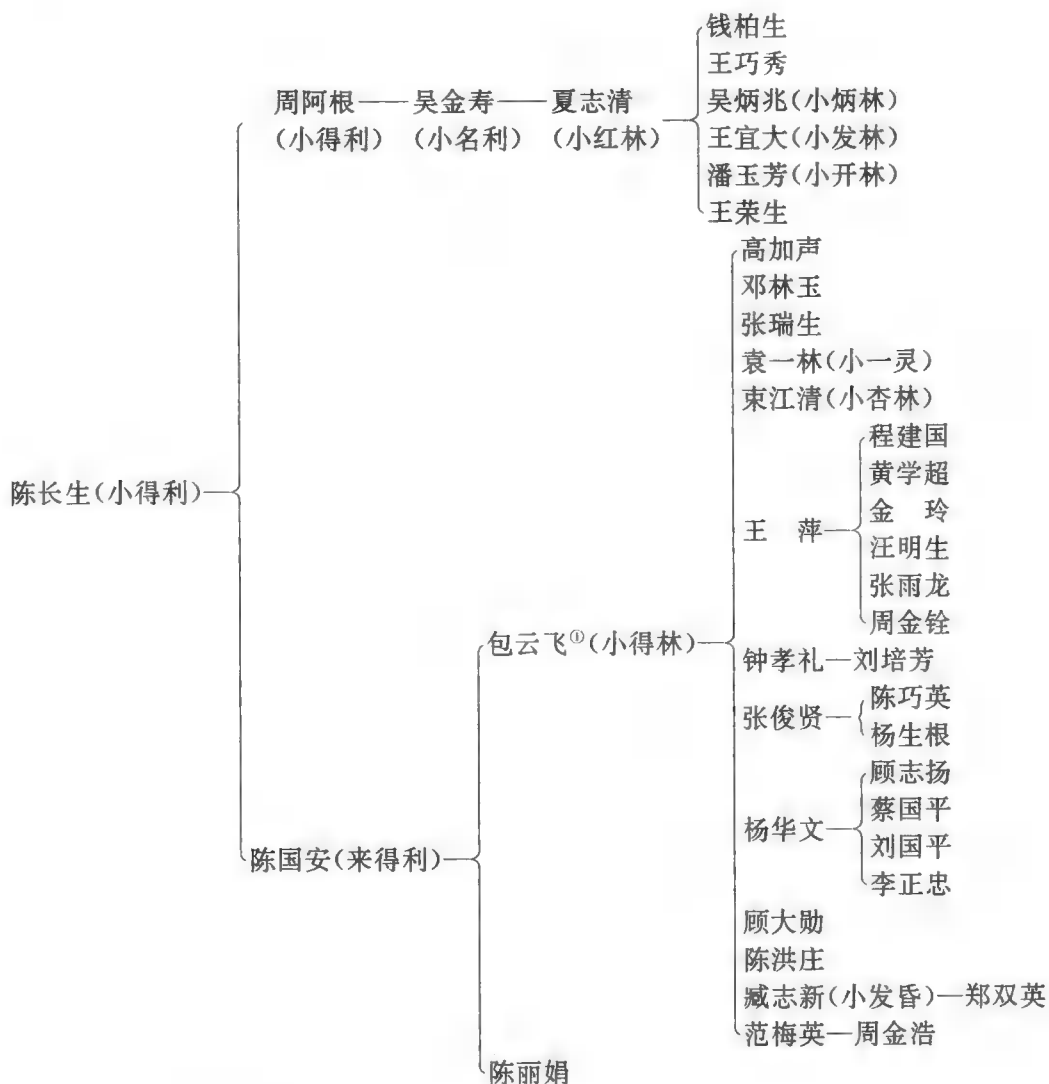 钱柏生
王巧秀
周阿根——吴金寿——夏志清
吴炳兆(小炳林)
(小得利) (小名利) (小红林)
王宜大(小发林)
潘玉芳(小开林)
王荣生
高加声
邓林玉
张瑞生
袁一林(小一灵)
束江清(小杏林)
程建国
黄学超
陈长生(小得利)
金 玲
王 萍
汪明生
张雨龙
周金铨
包云飞①(小得林)
钟孝礼—刘培芳
陈巧英
张俊贤
杨生根
顾志扬
蔡国平
杨华文
刘国平
陈国安(来得利)
李正忠
顾大勋
陈洪庄
臧志新(小发昏)—郑双英
范梅英—周金浩
陈丽娟